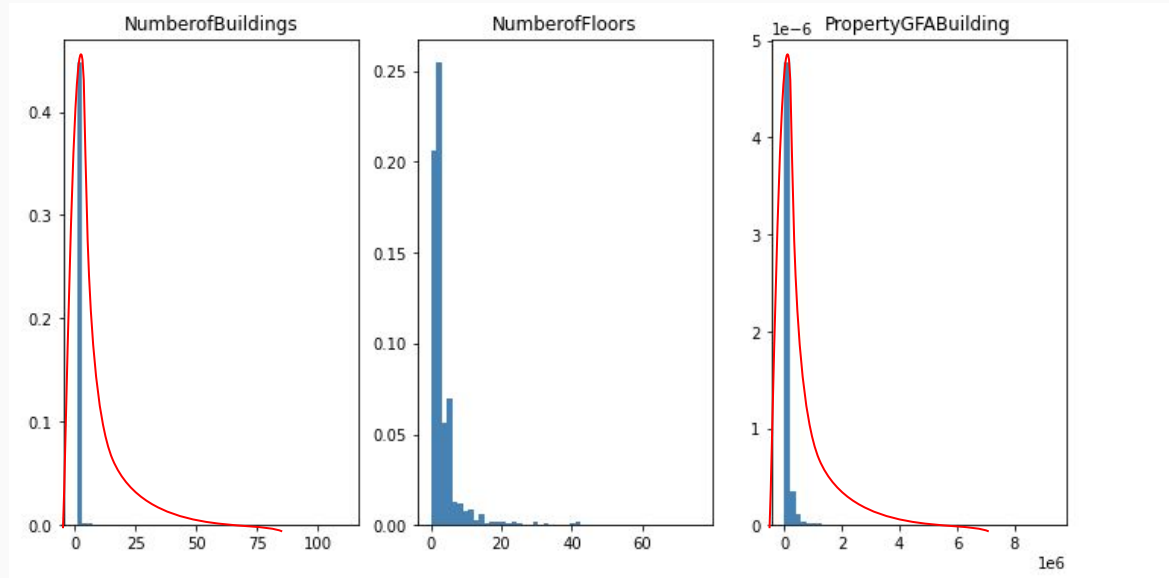 NumberofBuildings
0.4
0.3
0.2
0.1
0.0
0 25 50 75 100
NumberofFloors
0.25
0.20
0.15
0.10
0.05
0.00
0 20 40 60
1e−6 PropertyGFABuilding
5
4
3
2
1
0
0 2 4 6 8
1e6